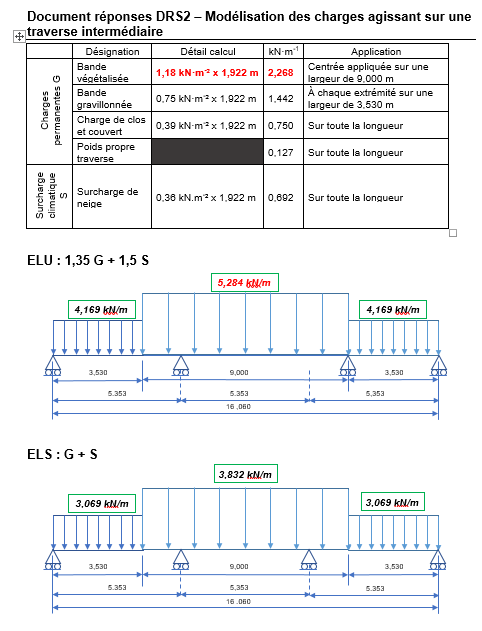 Document réponses DRS2 – Modélisation des charges agissant sur une
traverse intermédiaire
Désignation Détail calcul kN·m⁻¹ Application
Charges
permanentes G
Bande
végétalisée
1,18 kN·m⁻² x 1,922 m 2,268
Centrée appliquée sur une
largeur de 9,000 m
Bande
gravillonnée
0,75 kN·m⁻² x 1,922 m 1,442
À chaque extrémité sur une
largeur de 3,530 m
Charge de clos
et couvert
0,39 kN·m⁻² x 1,922 m 0,750 Sur toute la longueur
Poids propre
traverse
0,127 Sur toute la longueur
Surcharge
climatique
S
Surcharge de
neige
0,36 kN.m⁻² x 1,922 m 0,692 Sur toute la longueur
ELU : 1,35 G + 1,5 S
5,284 kN/m
4,169 kN/m 4,169 kN/m
3,530 9,000 3,530
5.353 5.353 5,353
16 ,060
ELS : G + S
3,832 kN/m
3,069 kN/m 3,069 kN/m
3,530 9,000 3,530
5.353 5,353 5.353
16 .060